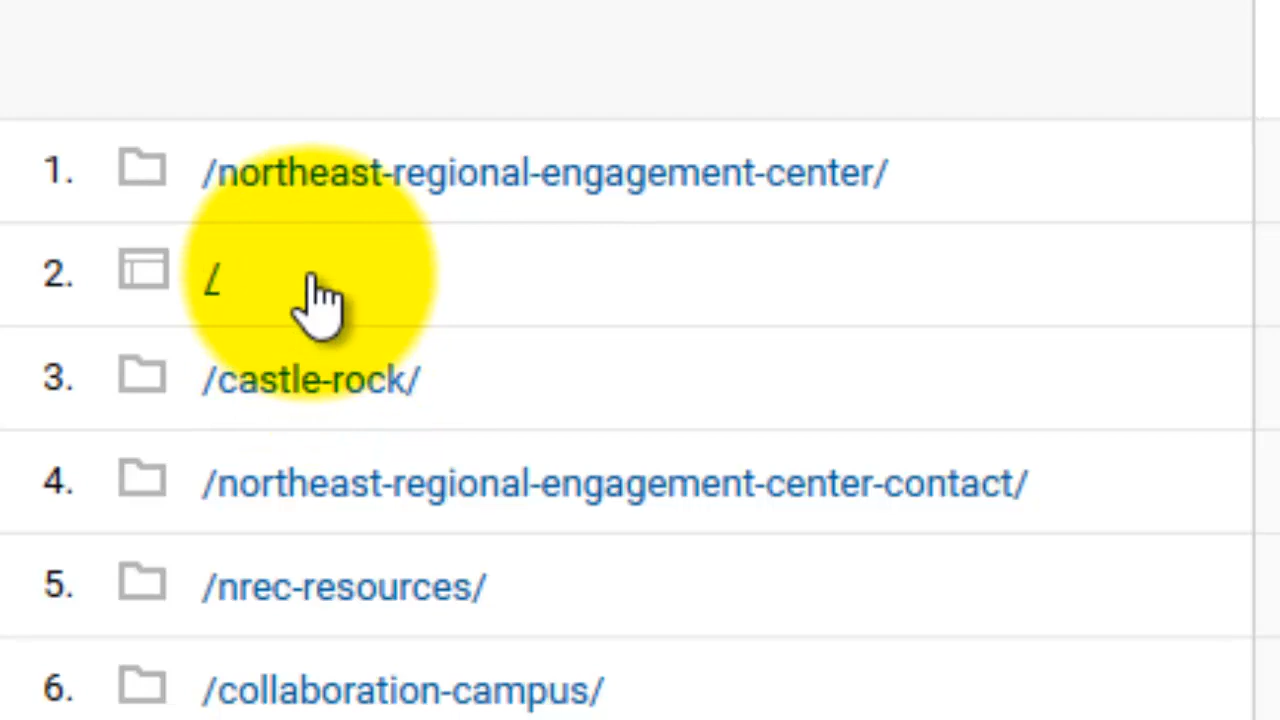 1. /northeast-regional-engagement-center/
2. /
3. /castle-rock/
4. /northeast-regional-engagement-center-contact/
5. /nrec-resources/
6. /collaboration-campus/